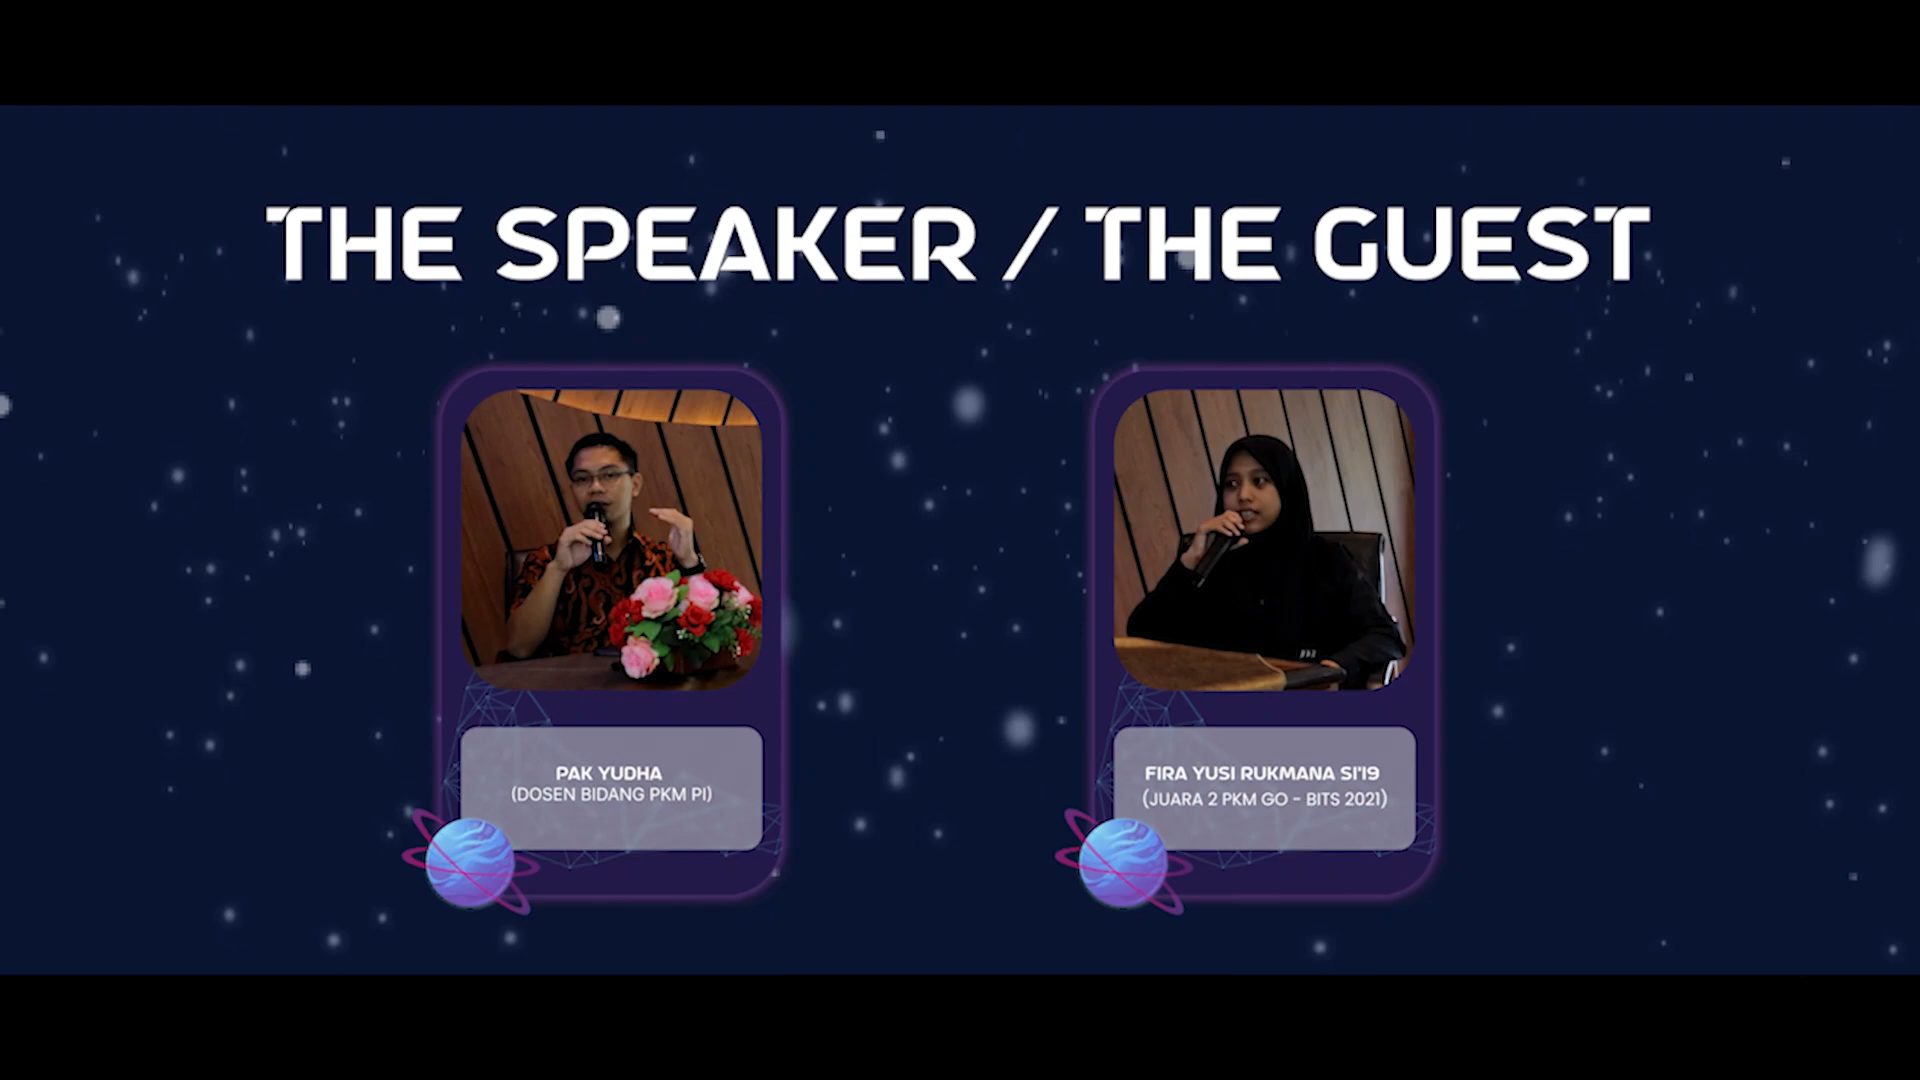 THE SPEAKER / THE GUEST
PAK YUDHA
(DOSEN BIDANG PKM PI)
FIRA YUSI RUKMANA SI'19
(JUARA 2 PKM GO - BITS 2021)